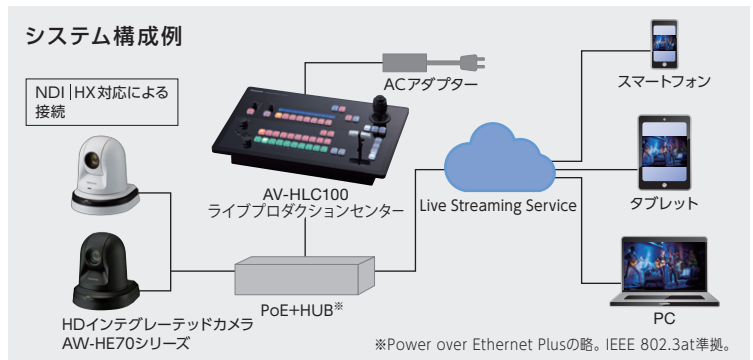 システム構成例
NDI|HX対応による
接続
ACアダプター
スマートフォン
AV-HLC100
ライブプロダクションセンター
Live Streaming Service
タブレット
HDインテグレーテッドカメラ
AW-HE70シリーズ
PoE+HUB※
PC
※Power over Ethernet Plusの略。IEEE 802.3at準拠。